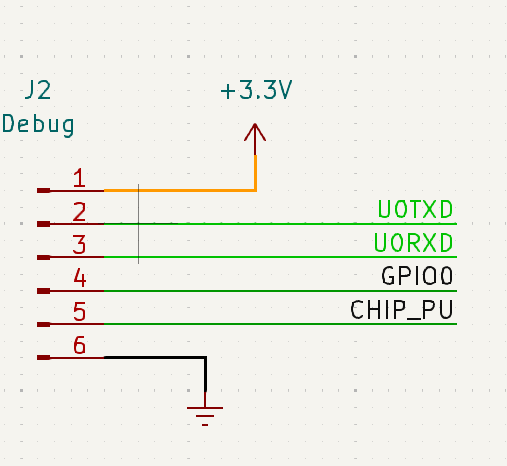 J2
+3.3V
Debug
1
2
U0TXD
3
U0RXD
4
GPIO0
5
CHIP_PU
6